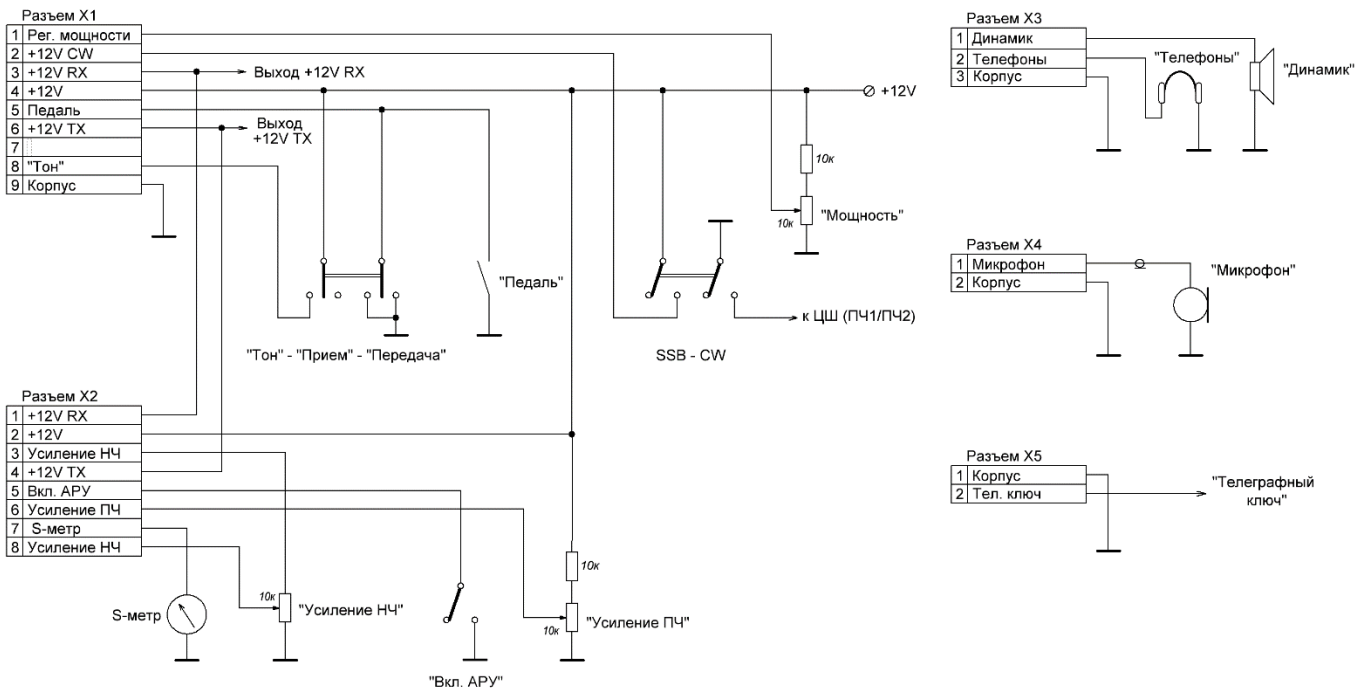 Разъем X1
1 Рег. мощности
2 +12V CW
3 +12V RX
4 +12V
5 Педаль
6 +12V TX
7
8 "Тон"
9 Корпус
Выход +12V RX
Выход
+12V TX
+12V
10к
10к
"Мощность"
"Педаль"
к ЦШ (ПЧ1/ПЧ2)
"Тон" - "Прием" - "Передача"
SSB - CW
Разъем X2
1 +12V RX
2 +12V
3 Усиление НЧ
4 +12V TX
5 Вкл. АРУ
6 Усиление ПЧ
7 S-метр
8 Усиление НЧ
S-метр
10к
"Усиление НЧ"
"Вкл. АРУ"
10к
10к
"Усиление ПЧ"
Разъем X3
1 Динамик
2 Телефоны
3 Корпус
"Телефоны"
"Динамик"
Разъем X4
1 Микрофон
2 Корпус
"Микрофон"
Разъем X5
1 Корпус
2 Тел. ключ
"Телеграфный
ключ"